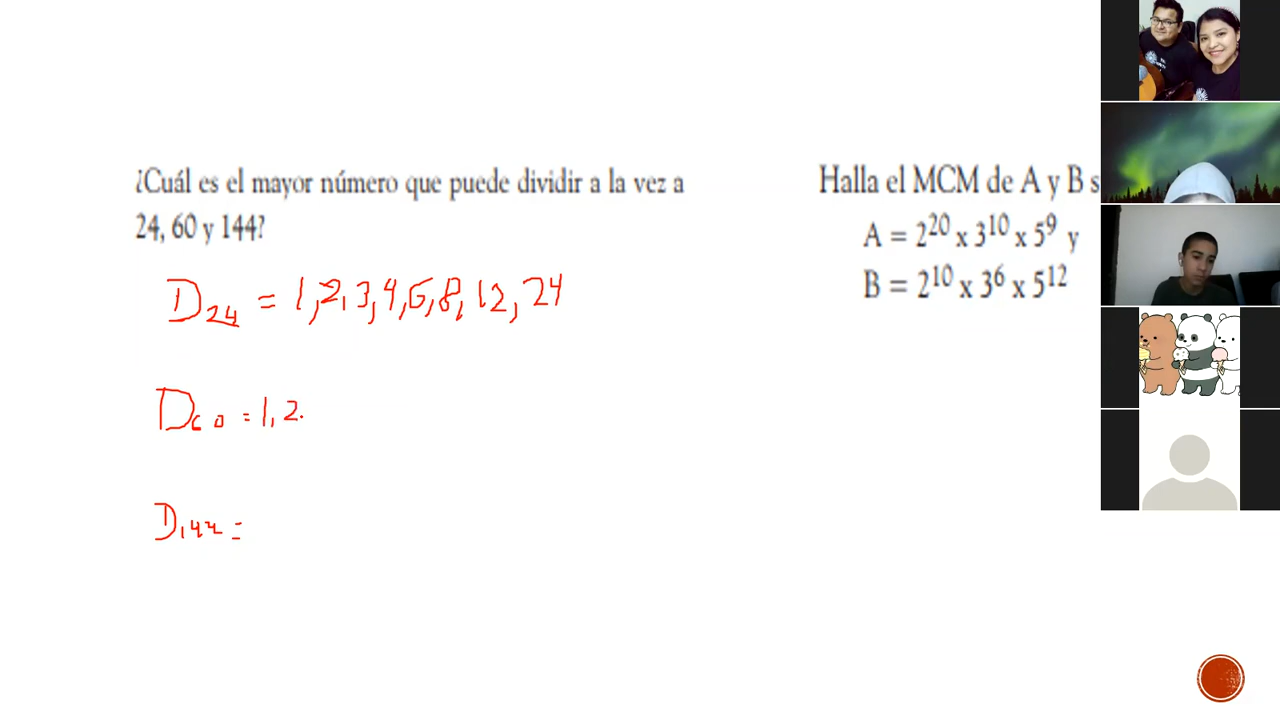 ¿Cuál es el mayor número que puede dividir a la vez a
24, 60 y 144?
D24 = 1, 2, 3, 4, 6, 8, 12, 24
D60 = 1, 2.
D144 =
Halla el MCM de A y B s
A = 2^20 x 3^10 x 5^9 y
B = 2^10 x 3^6 x 5^12